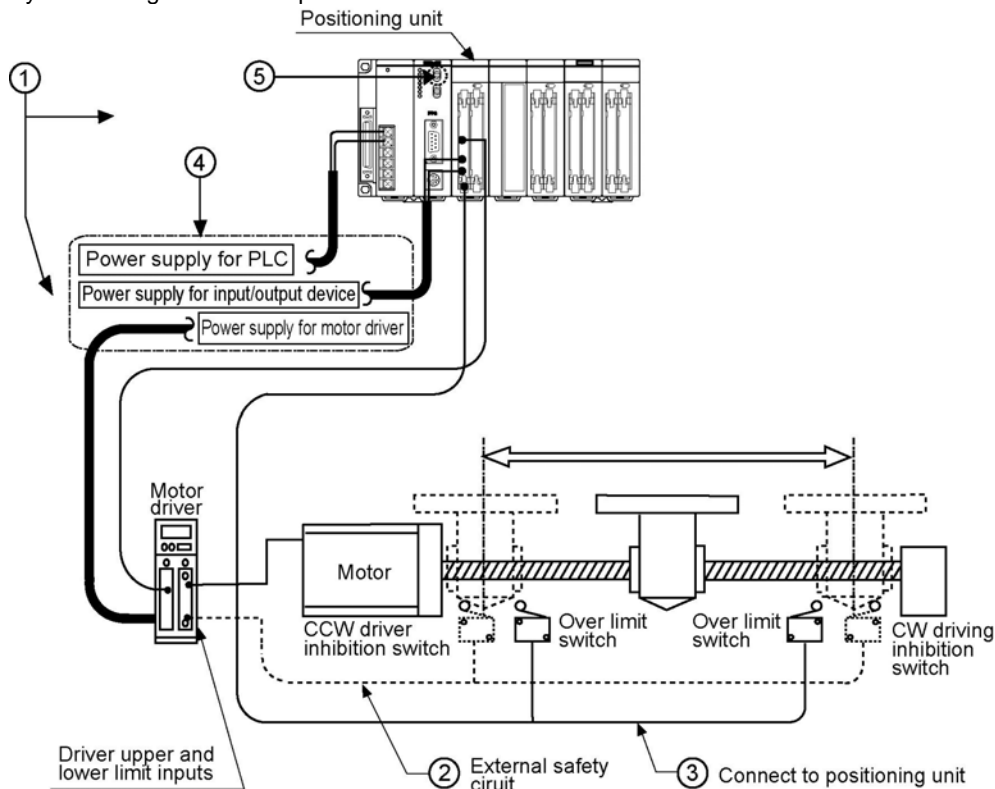 Positioning unit
①
⑤
④
Power supply for PLC
Power supply for input/output device
Power supply for motor driver
Motor
driver
Motor
CCW driver
inhibition switch
Over limit
switch
Over limit
switch
CW driving
inhibition
switch
Driver upper and
lower limit inputs
② External safety
ciruit
③ Connect to positioning unit